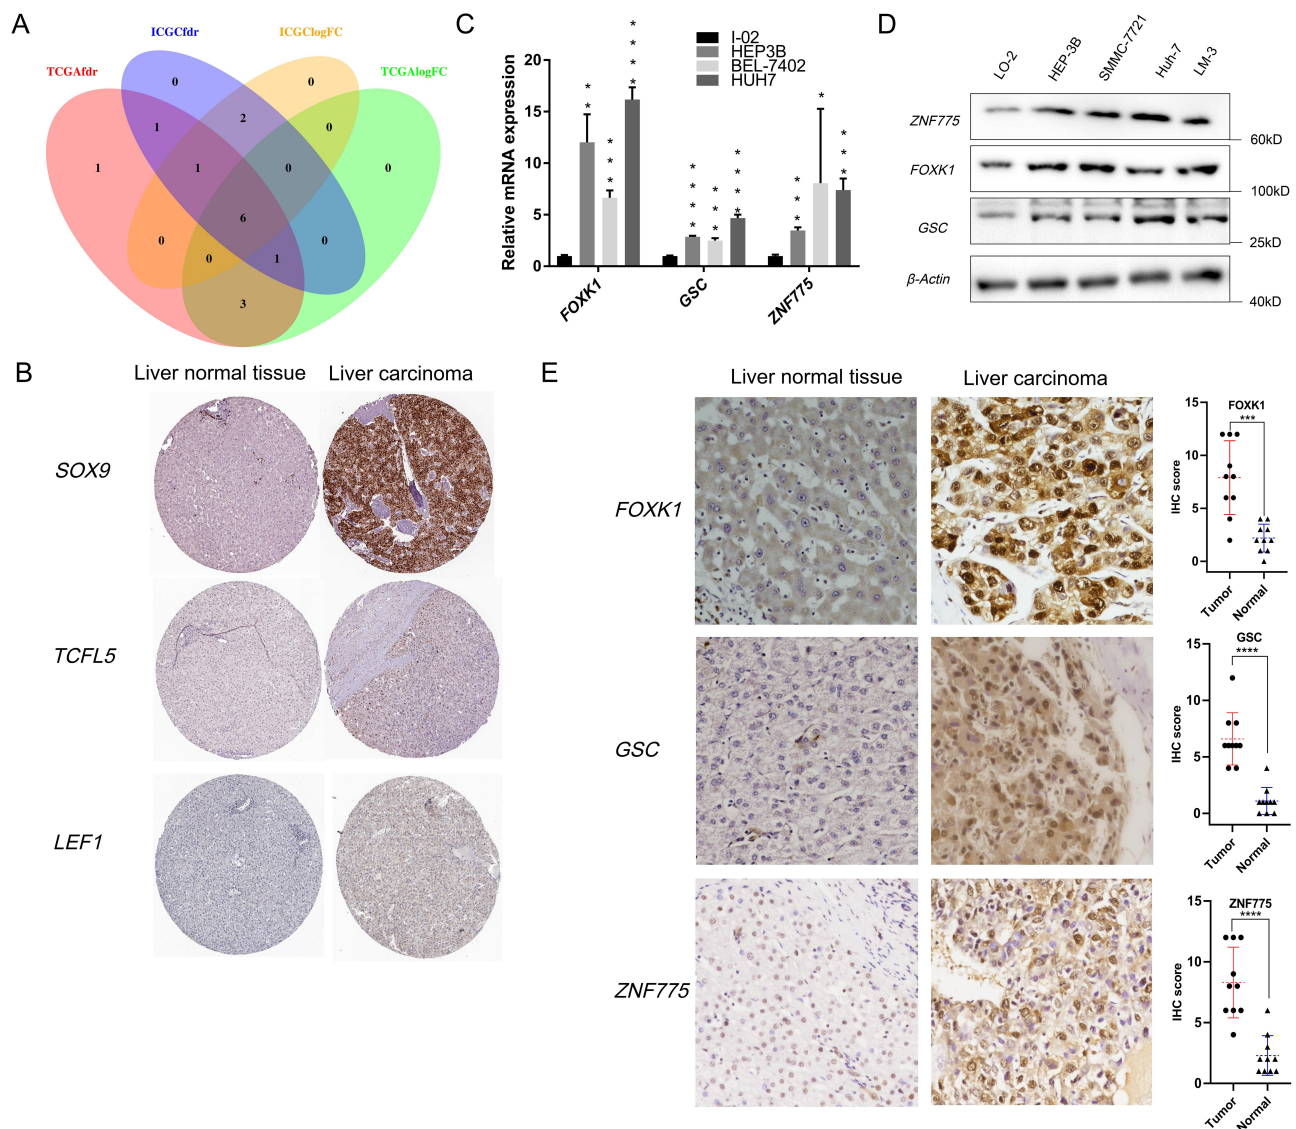 A
ICGCfdr
ICGClogFC
TCGAfdr
TCGAlogFC
0
0
1
2
0
1
1
0
0
6
0
0
0
1
3
C
Relative mRNA expression
20
15
10
5
0
I-02
HEP3B
BEL-7402
HUH7
* *
* * *
* * * *
* * * *
* * *
* * * *
* * *
*
* * *
FOXK1
GSC
ZNF775
D
LO-2
HEP-3B
SMMC-7721
Huh-7
LM-3
ZNF775
60kD
FOXK1
100kD
GSC
25kD
β-Actin
40kD
B
Liver normal tissue
Liver carcinoma
SOX9
TCFL5
LEF1
E
Liver normal tissue
Liver carcinoma
FOXK1
GSC
ZNF775
FOXK1
***
IHC score
15
10
5
0
Tumor
Normal
GSC
****
IHC score
15
10
5
0
Tumor
Normal
ZNF775
****
IHC score
15
10
5
0
Tumor
Normal